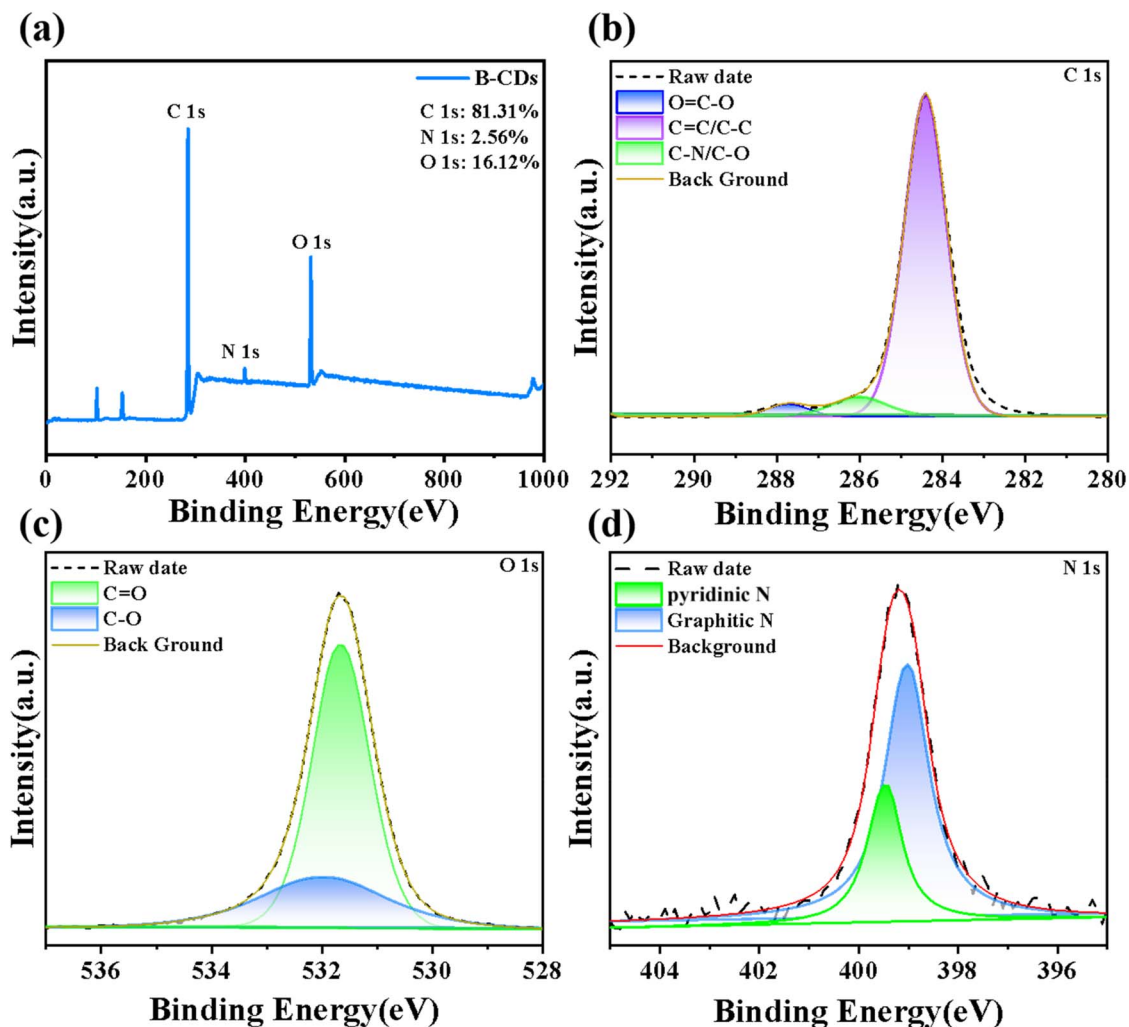 (a)
B-CDs
C 1s: 81.31%
N 1s: 2.56%
O 1s: 16.12%
C 1s
N 1s
O 1s
Intensity(a.u.)
0 200 400 600 800 1000
Binding Energy(eV)
(b)
Raw date
O=C-O
C=C/C-C
C-N/C-O
Back Ground
C 1s
Intensity(a.u.)
292 290 288 286 284 282 280
Binding Energy(eV)
(c)
Raw date
C=O
C-O
Back Ground
O 1s
Intensity(a.u.)
536 534 532 530 528
Binding Energy(eV)
(d)
Raw date
pyridinic N
Graphitic N
Background
N 1s
Intensity(a.u.)
404 402 400 398 396
Binding Energy(eV)